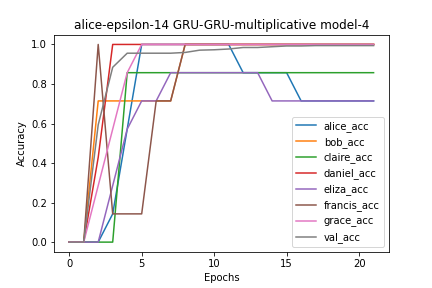 alice-epsilon-14 GRU-GRU-multiplicative model-4
Accuracy
1.0
0.8
0.6
0.4
0.2
0.0
0 5 10 15 20
Epochs
alice_acc
bob_acc
claire_acc
daniel_acc
eliza_acc
francis_acc
grace_acc
val_acc